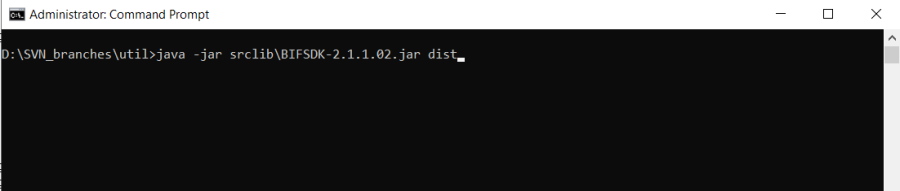 Administrator: Command Prompt
D:\SVN_branches\util>java -jar srclib\BIFSDK-2.1.1.02.jar dist